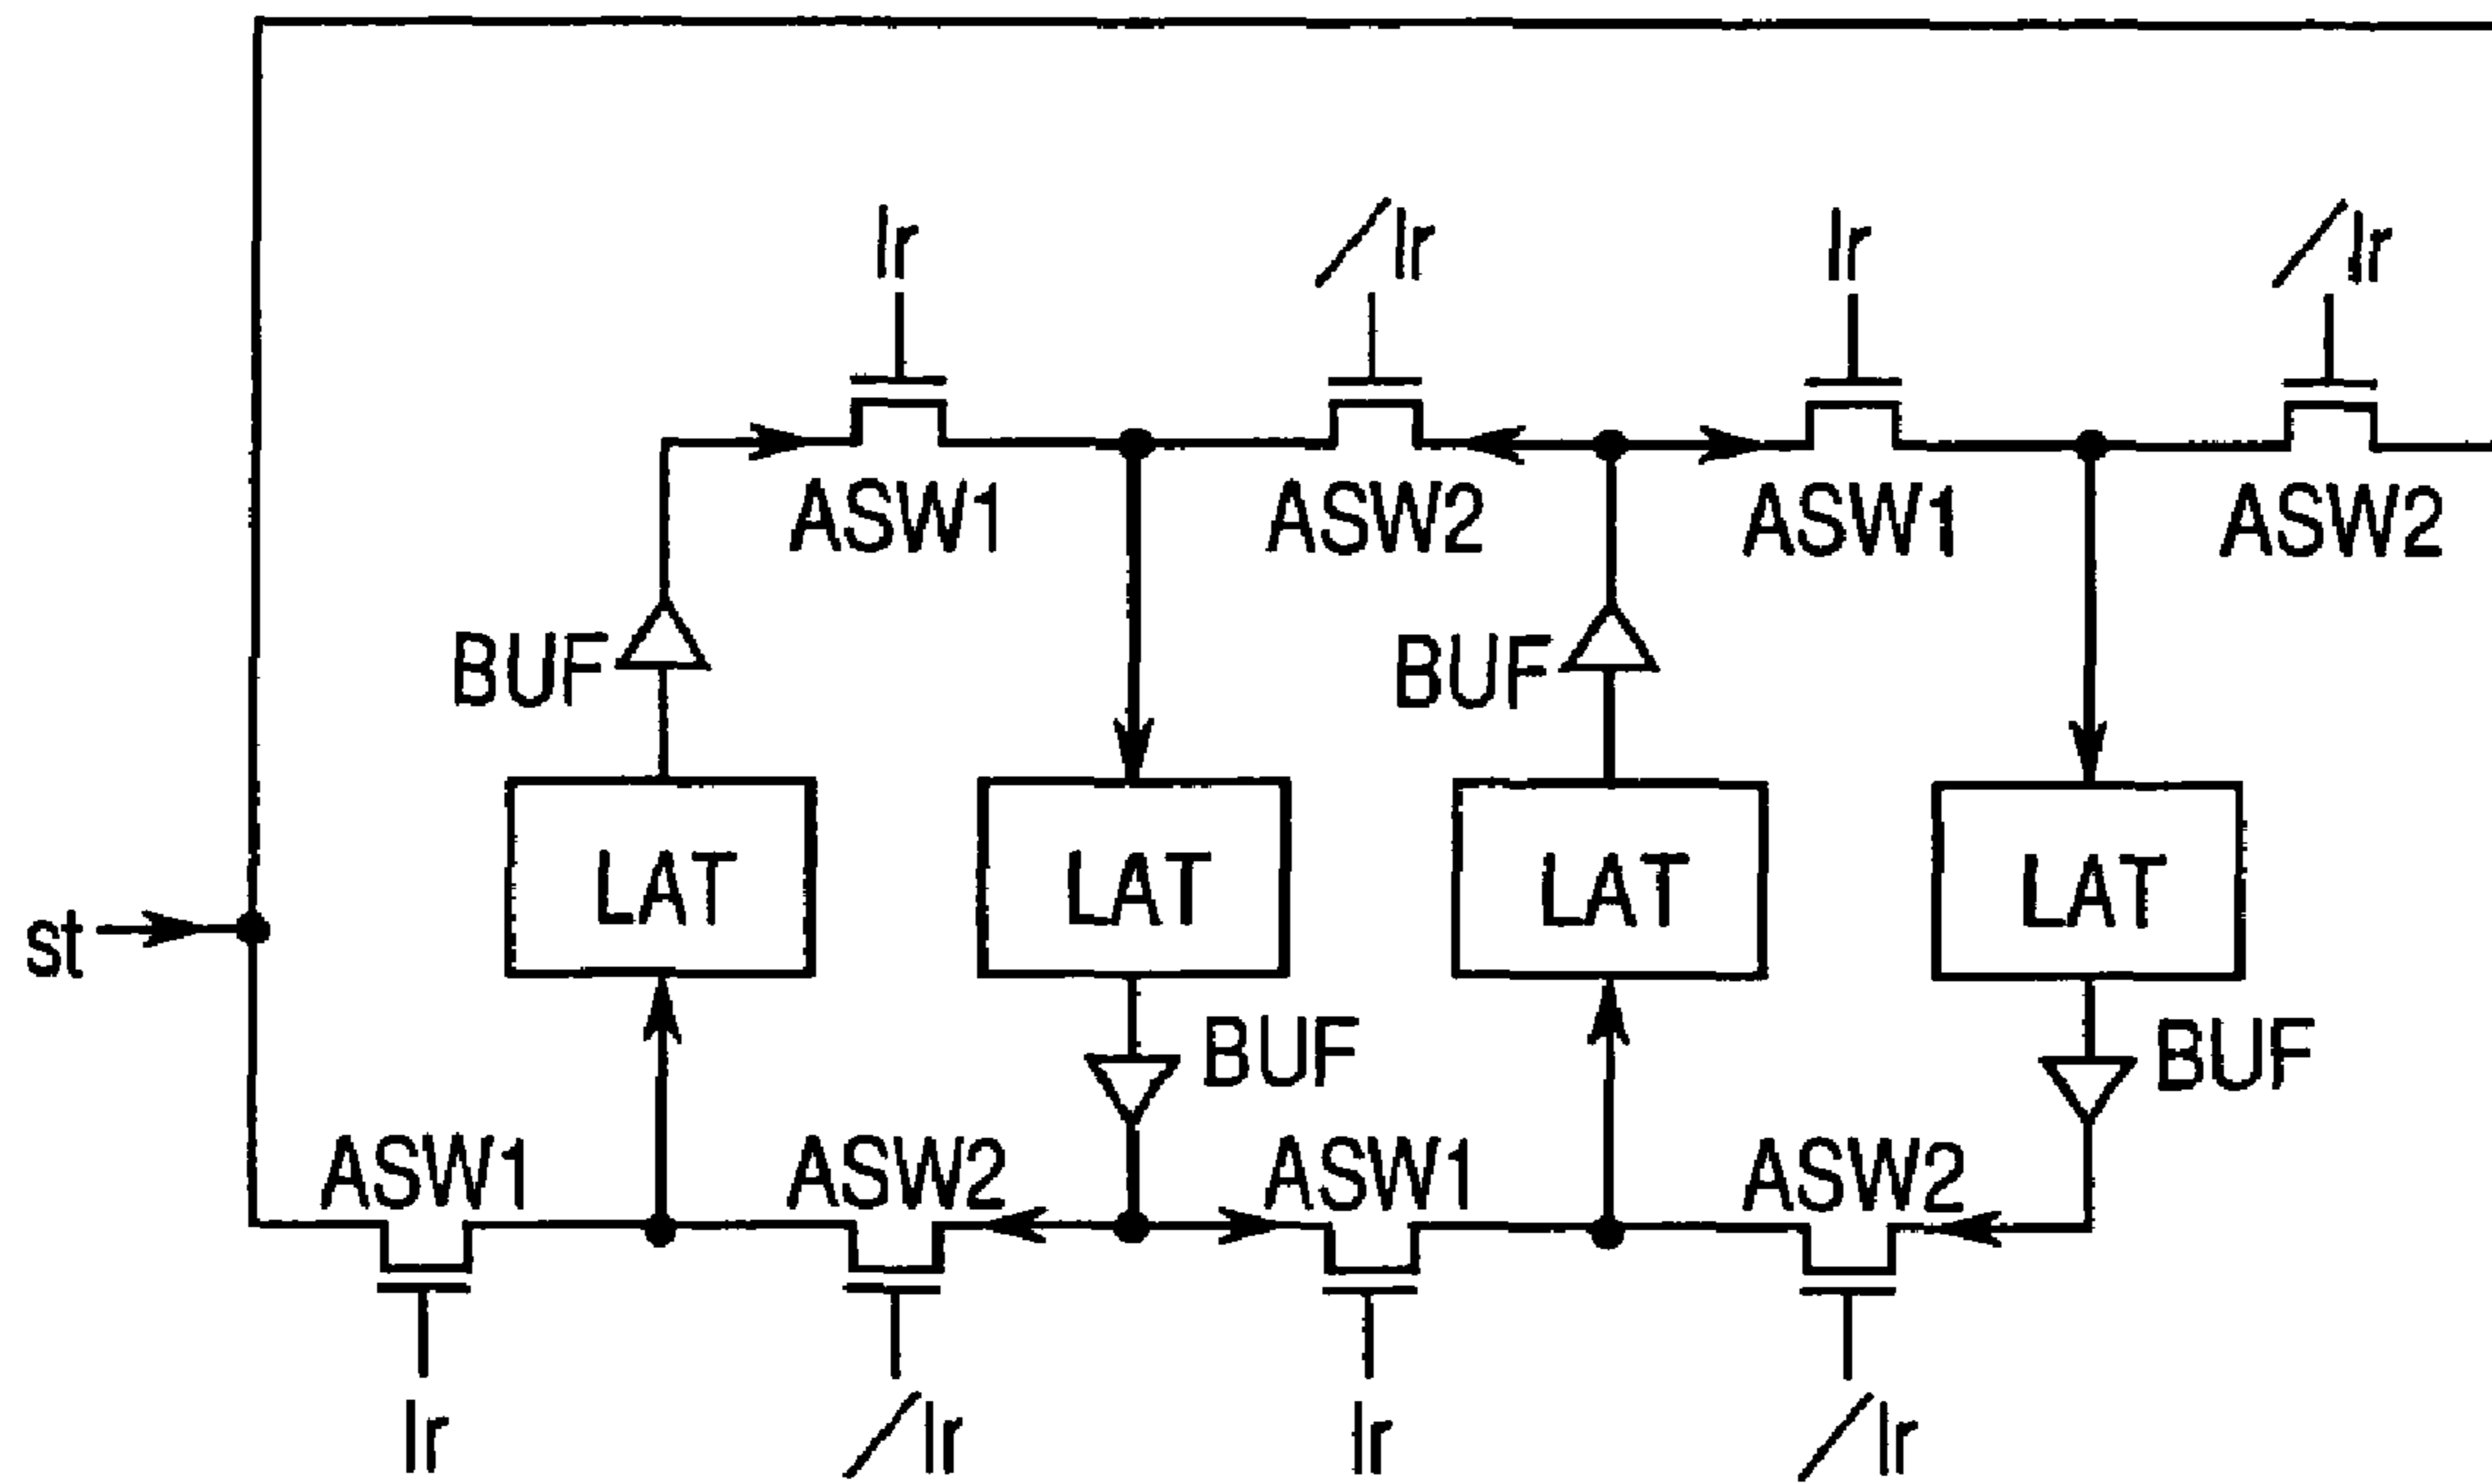 lr /lr lr /lr
ASW1 ASW2 ASW1 ASW2
BUF BUF
LAT LAT LAT LAT
st
BUF BUF
ASW1 ASW2 ASW1 ASW2
lr /lr lr /lr